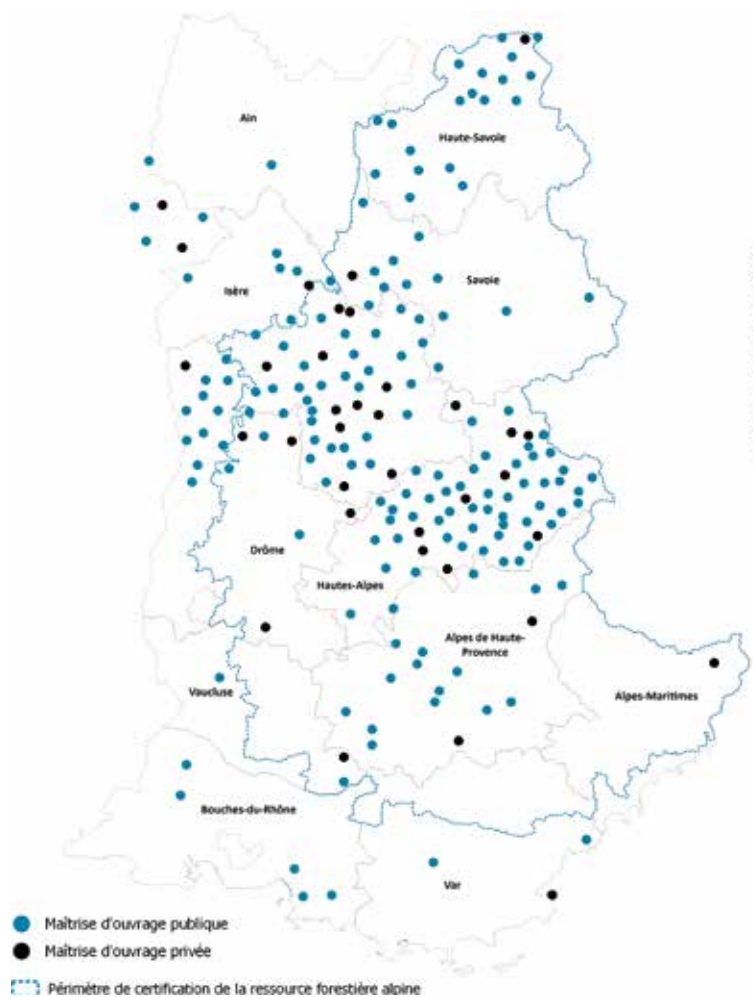 Ain
Haute-Savoie
Savoie
Isère
Drôme
Hautes-Alpes
Alpes de Haute-
Provence
Vaucluse
Alpes-Maritimes
Bouches-du-Rhône
Var
Maîtrise d'ouvrage publique
Maîtrise d'ouvrage privée
Périmètre de certification de la ressource forestière alpine